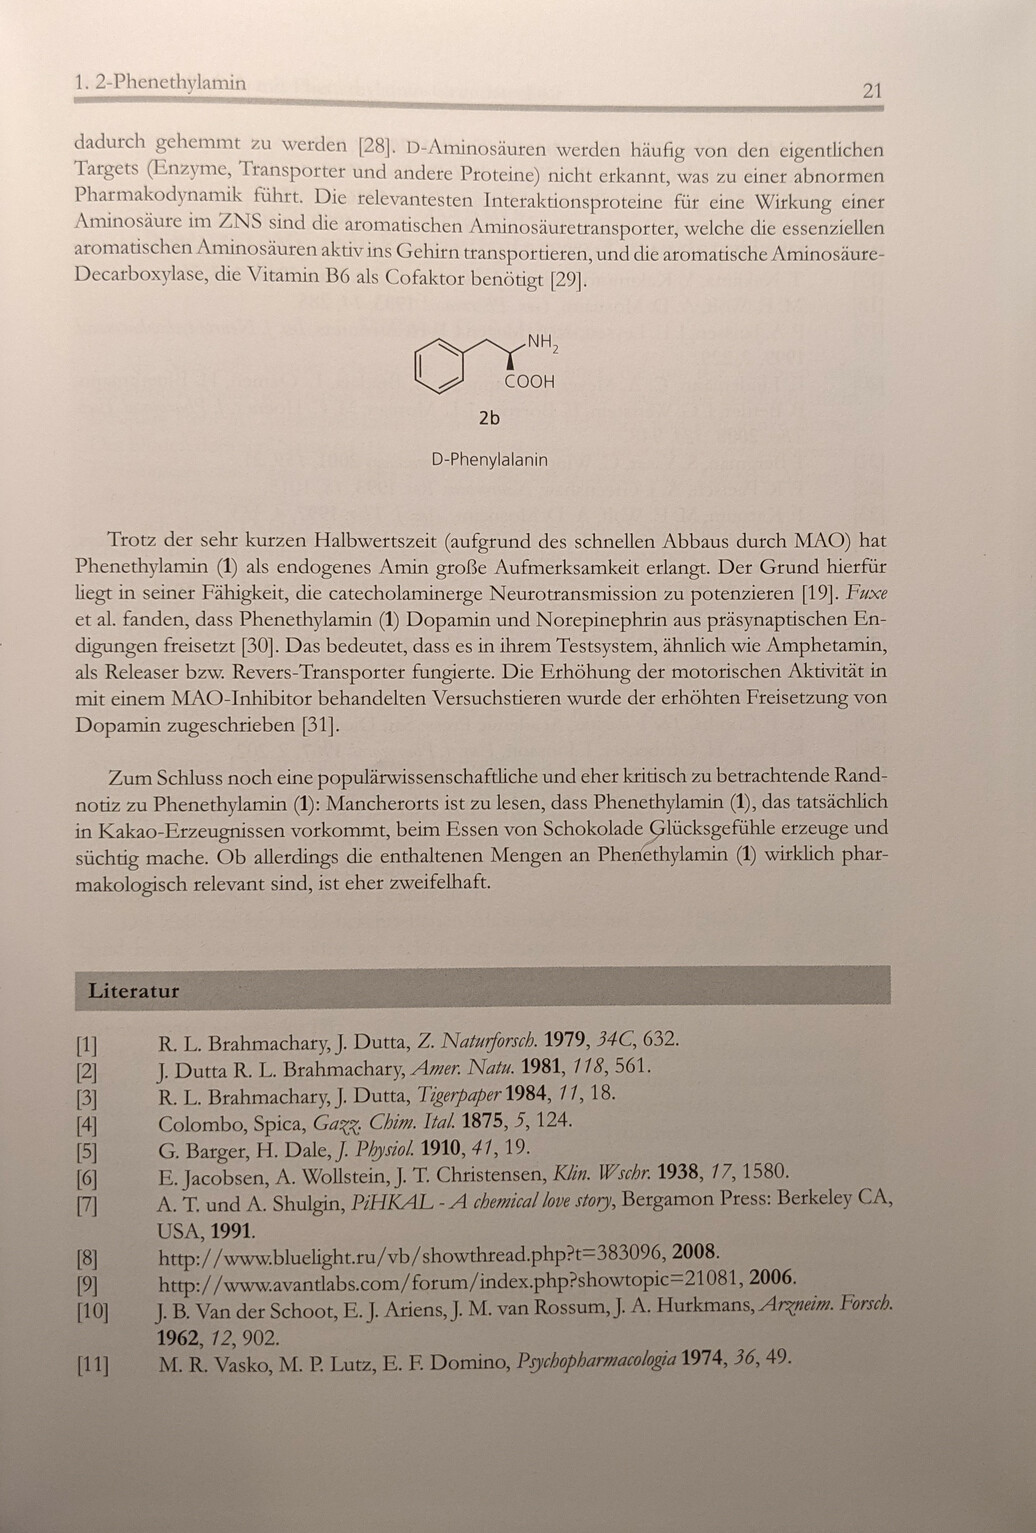 1. 2-Phenethylamin
21
dadurch gehemmt zu werden [28]. D-Aminosäuren werden häufig von den eigentlichen
Targets (Enzyme, Transporter und andere Proteine) nicht erkannt, was zu einer abnormen
Pharmakodynamik führt. Die relevantesten Interaktionsproteine für eine Wirkung einer
Aminosäure im ZNS sind die aromatischen Aminosäuretransporter, welche die essenziellen
aromatischen Aminosäuren aktiv ins Gehirn transportieren, und die aromatische Aminosäure-
Decarboxylase, die Vitamin B6 als Cofaktor benötigt [29].
NH2
COOH
2b
D-Phenylalanin
Trotz der sehr kurzen Halbwertszeit (aufgrund des schnellen Abbaus durch MAO) hat
Phenethylamin (1) als endogenes Amin große Aufmerksamkeit erlangt. Der Grund hierfür
liegt in seiner Fähigkeit, die catecholaminerge Neurotransmission zu potenzieren [19]. Fuxe
et al. fanden, dass Phenethylamin (1) Dopamin und Norepinephrin aus präsynaptischen En-
digungen freisetzt [30]. Das bedeutet, dass es in ihrem Testsystem, ähnlich wie Amphetamin,
als Releaser bzw. Revers-Transporter fungierte. Die Erhöhung der motorischen Aktivität in
mit einem MAO-Inhibitor behandelten Versuchstieren wurde der erhöhten Freisetzung von
Dopamin zugeschrieben [31].
Zum Schluss noch eine populärwissenschaftliche und eher kritisch zu betrachtende Rand-
notiz zu Phenethylamin (1): Mancherorts ist zu lesen, dass Phenethylamin (1), das tatsächlich
in Kakao-Erzeugnissen vorkommt, beim Essen von Schokolade Glücksgefühle erzeuge und
süchtig mache. Ob allerdings die enthaltenen Mengen an Phenethylamin (1) wirklich phar-
makologisch relevant sind, ist eher zweifelhaft.
Literatur
[1] R. L. Brahmachary, J. Dutta, Z. Naturforsch. 1979, 34C, 632.
[2] J. Dutta R. L. Brahmachary, Amer. Natu. 1981, 118, 561.
[3] R. L. Brahmachary, J. Dutta, Tigerpaper 1984, 11, 18.
[4] Colombo, Spica, Gazz. Chim. Ital. 1875, 5, 124.
[5] G. Barger, H. Dale, J. Physiol. 1910, 41, 19.
[6] E. Jacobsen, A. Wollstein, J. T. Christensen, Klin. Wschr. 1938, 17, 1580.
[7] A. T. und A. Shulgin, PiHKAL - A chemical love story, Bergamon Press: Berkeley CA,
USA, 1991.
[8] http://www.bluelight.ru/vb/showthread.php?t=383096, 2008.
[9] http://www.avantlabs.com/forum/index.php?showtopic=21081, 2006.
[10] J. B. Van der Schoot, E. J. Ariens, J. M. van Rossum, J. A. Hurkmans, Arzneim. Forsch.
1962, 12, 902.
[11] M. R. Vasko, M. P. Lutz, E. F. Domino, Psychopharmacologia 1974, 36, 49.